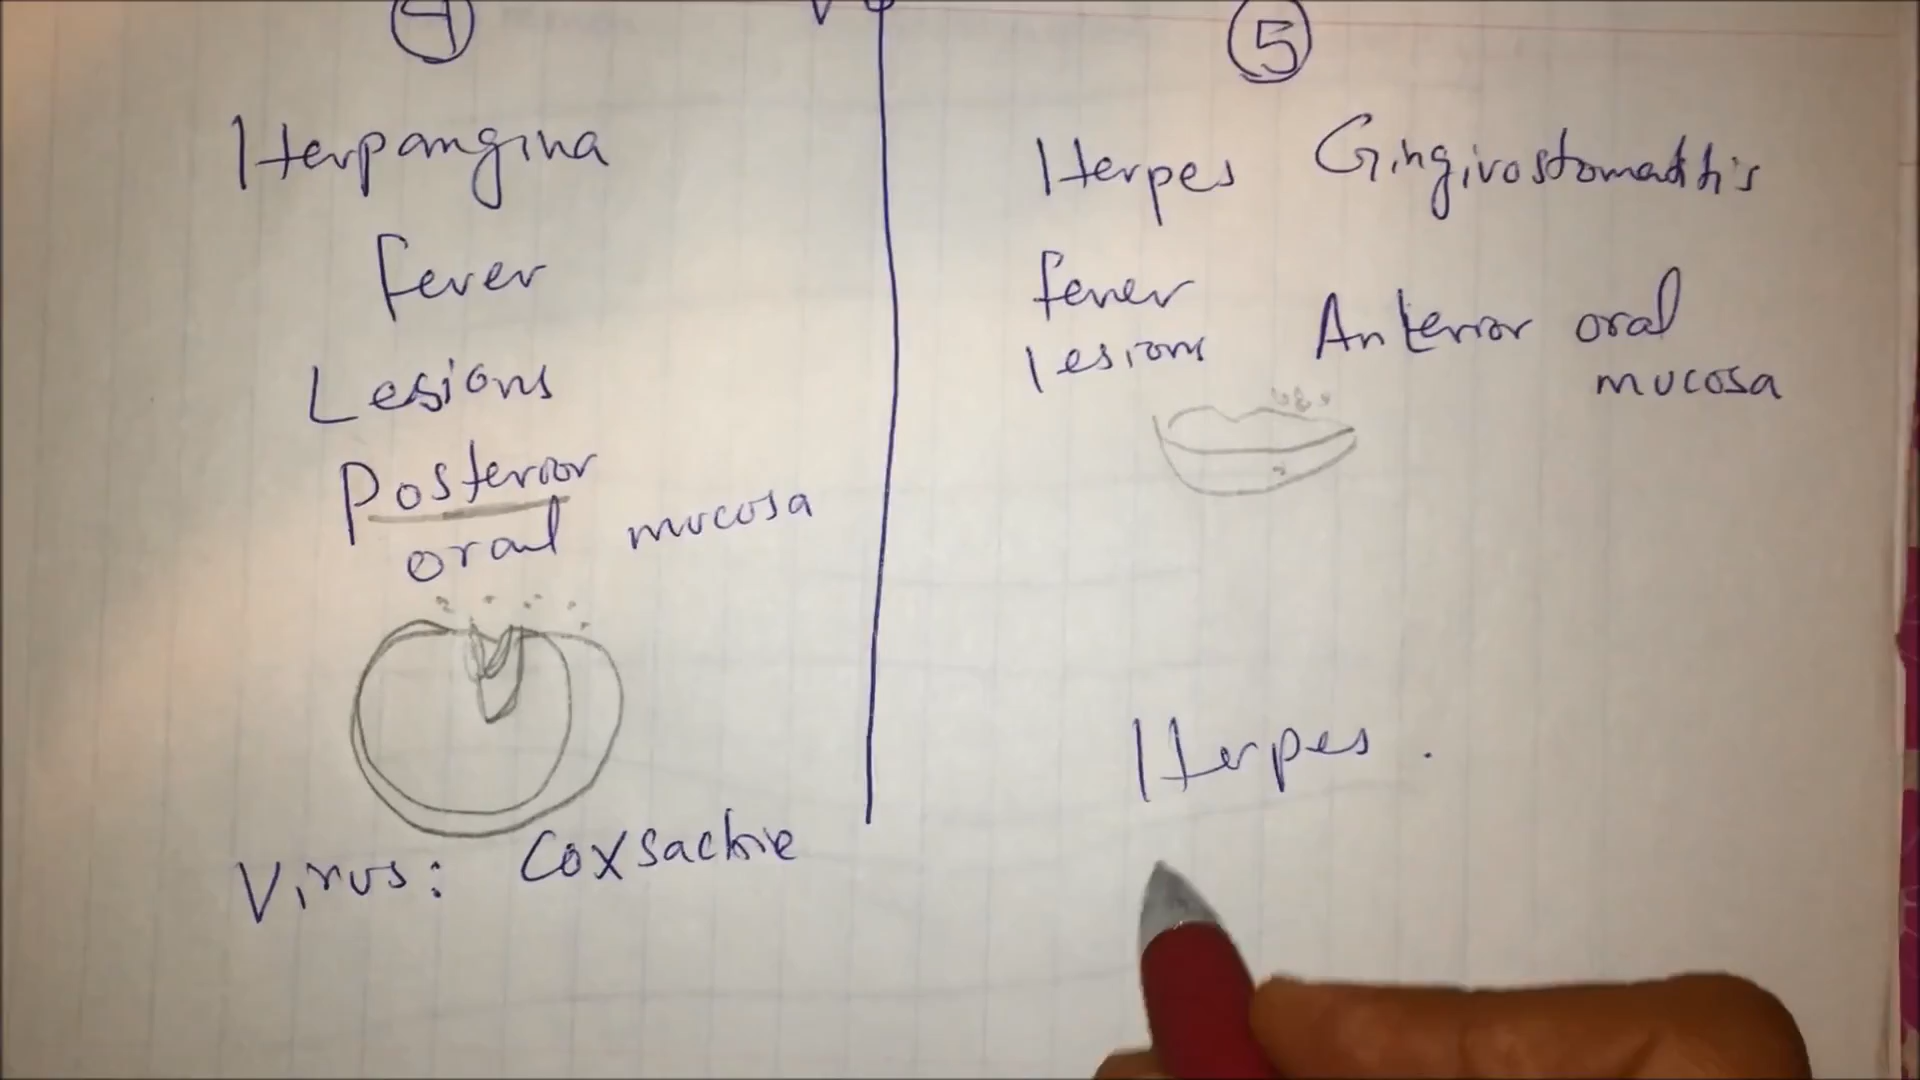 4
Herpangina
fever
Lesions
Posterior
oral mucosa
Virus: Coxsackie
5
Herpes Gingivostomatitis
fever
lesions Anterior oral
mucosa
Herpes .